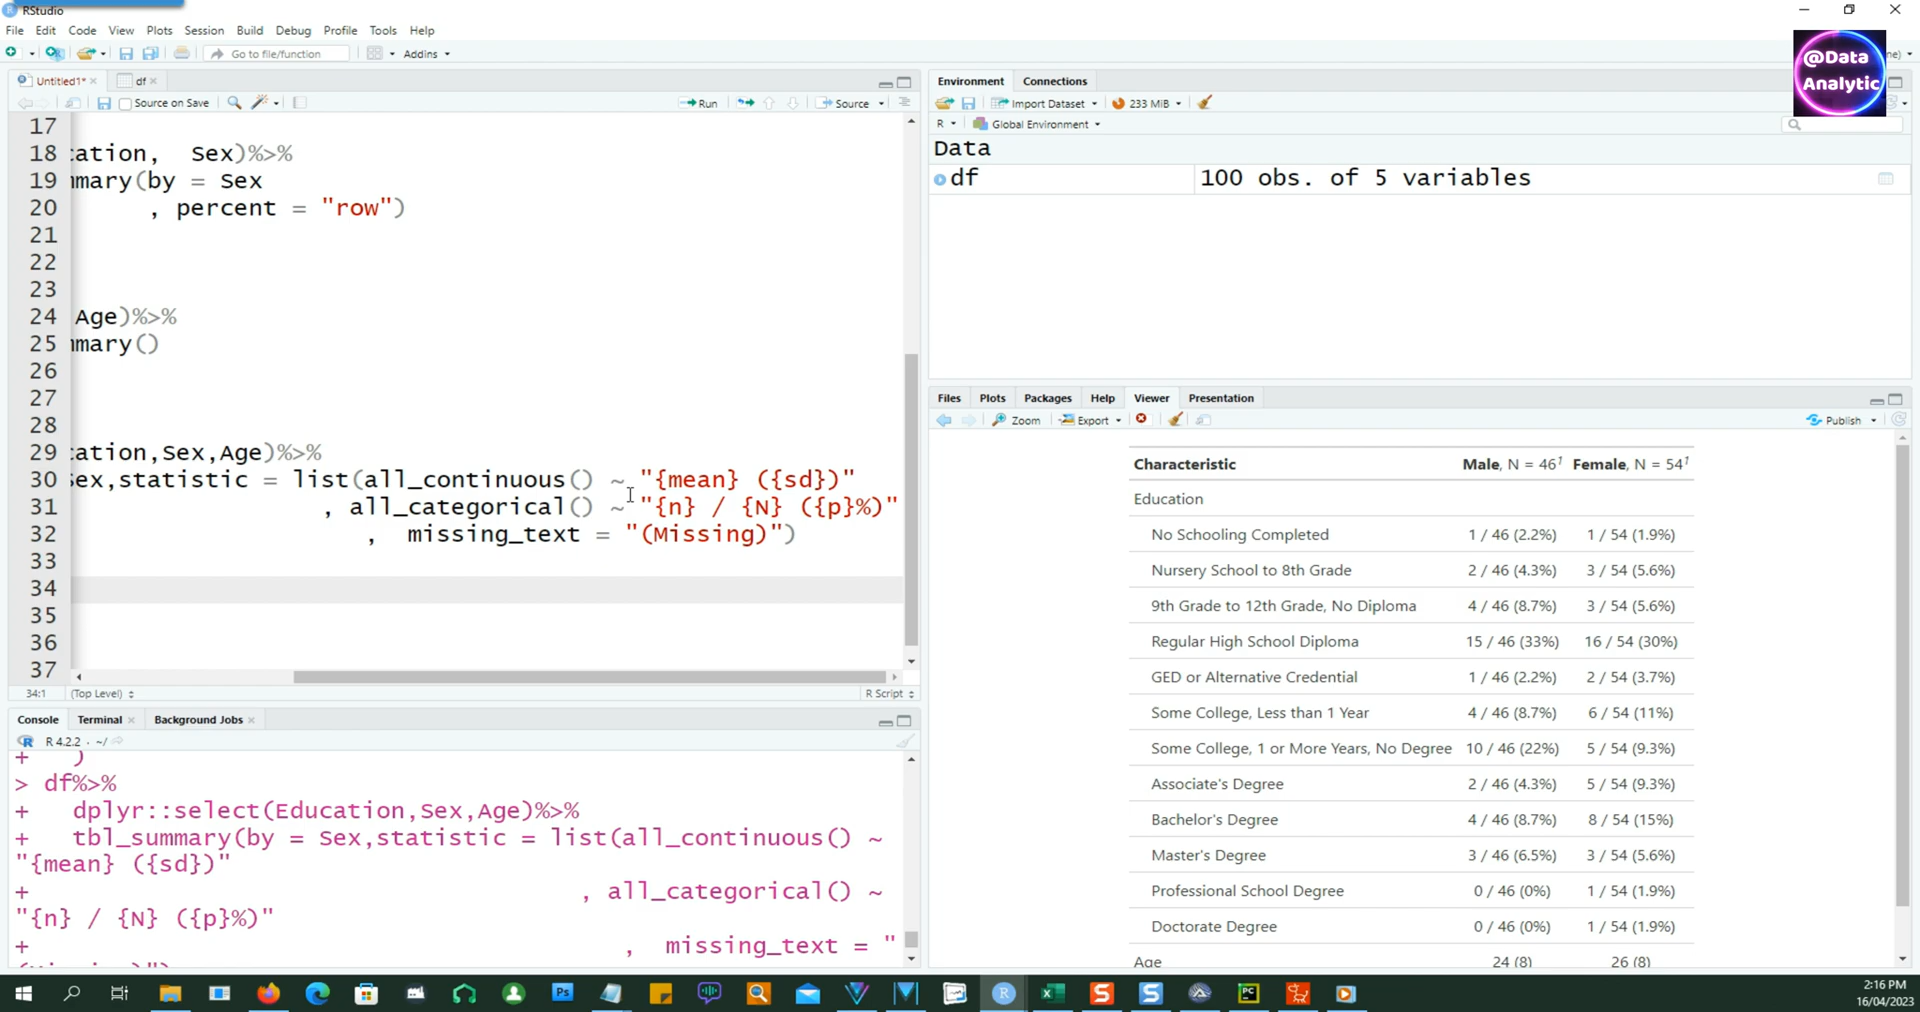 RStudio
File Edit Code View Plots Session Build Debug Profile Tools Help
Go to file/function Addins
@Data
Analytic
Untitled1* df
Source on Save Run Source
17
18 cation, Sex)%>%
19 mmary(by = Sex
20 , percent = "row")
21
22
23
24 Age)%>%
25 mmary()
26
27
28
29 cation,Sex,Age)%>%
30 Sex,statistic = list(all_continuous() ~ "{mean} ({sd})"
31 , all_categorical() ~ "{n} / {N} ({p}%)"
32 , missing_text = "(Missing)")
33
34
35
36
37
34:1 (Top Level) R Script
Console Terminal Background Jobs
R 4.2.2 · ~/
+ )
> df%>%
+ dplyr::select(Education,Sex,Age)%>%
+ tbl_summary(by = Sex,statistic = list(all_continuous() ~
"{mean} ({sd})"
+ , all_categorical() ~
"{n} / {N} ({p}%)"
+ , missing_text = "
Environment Connections
Import Dataset 233 MiB
R Global Environment
Data
df 100 obs. of 5 variables
Files Plots Packages Help Viewer Presentation
Zoom Export Publish
Characteristic Male, N = 46¹ Female, N = 54¹
Education
No Schooling Completed 1 / 46 (2.2%) 1 / 54 (1.9%)
Nursery School to 8th Grade 2 / 46 (4.3%) 3 / 54 (5.6%)
9th Grade to 12th Grade, No Diploma 4 / 46 (8.7%) 3 / 54 (5.6%)
Regular High School Diploma 15 / 46 (33%) 16 / 54 (30%)
GED or Alternative Credential 1 / 46 (2.2%) 2 / 54 (3.7%)
Some College, Less than 1 Year 4 / 46 (8.7%) 6 / 54 (11%)
Some College, 1 or More Years, No Degree 10 / 46 (22%) 5 / 54 (9.3%)
Associate's Degree 2 / 46 (4.3%) 5 / 54 (9.3%)
Bachelor's Degree 4 / 46 (8.7%) 8 / 54 (15%)
Master's Degree 3 / 46 (6.5%) 3 / 54 (5.6%)
Professional School Degree 0 / 46 (0%) 1 / 54 (1.9%)
Doctorate Degree 0 / 46 (0%) 1 / 54 (1.9%)
Age 24 (8) 26 (8)
2:16 PM
16/04/2023